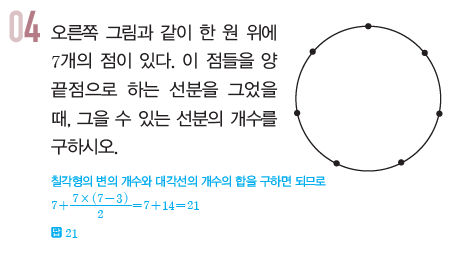 04 오른쪽 그림과 같이 한 원 위에
7개의 점이 있다. 이 점들을 양
끝점으로 하는 선분을 그었을
때, 그을 수 있는 선분의 개수를
구하시오.
칠각형의 변의 개수와 대각선의 개수의 합을 구하면 되므로
7+\frac{7×(7-3)}{2}=7+14=21
답 21